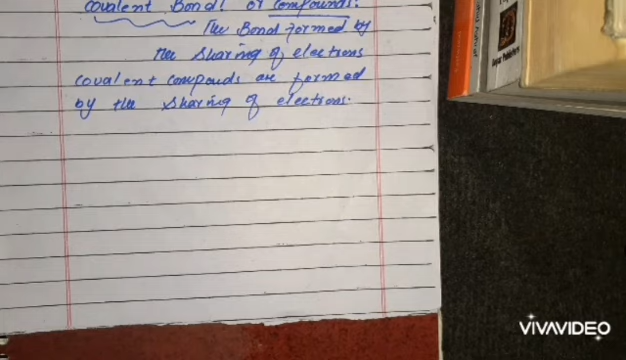 covalent Bond! or compounds:
The Bond formed by
the sharing of electrons
covalent compouds are formed
by the sharing of electrons.
VIVAVIDEO